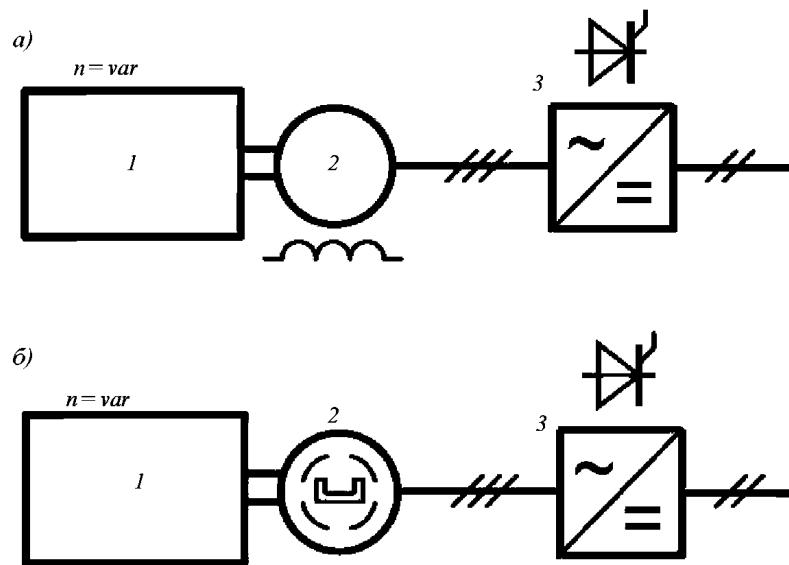 а)
n = var
3
1
2
~
=
б)
n = var
2
3
1
~
=